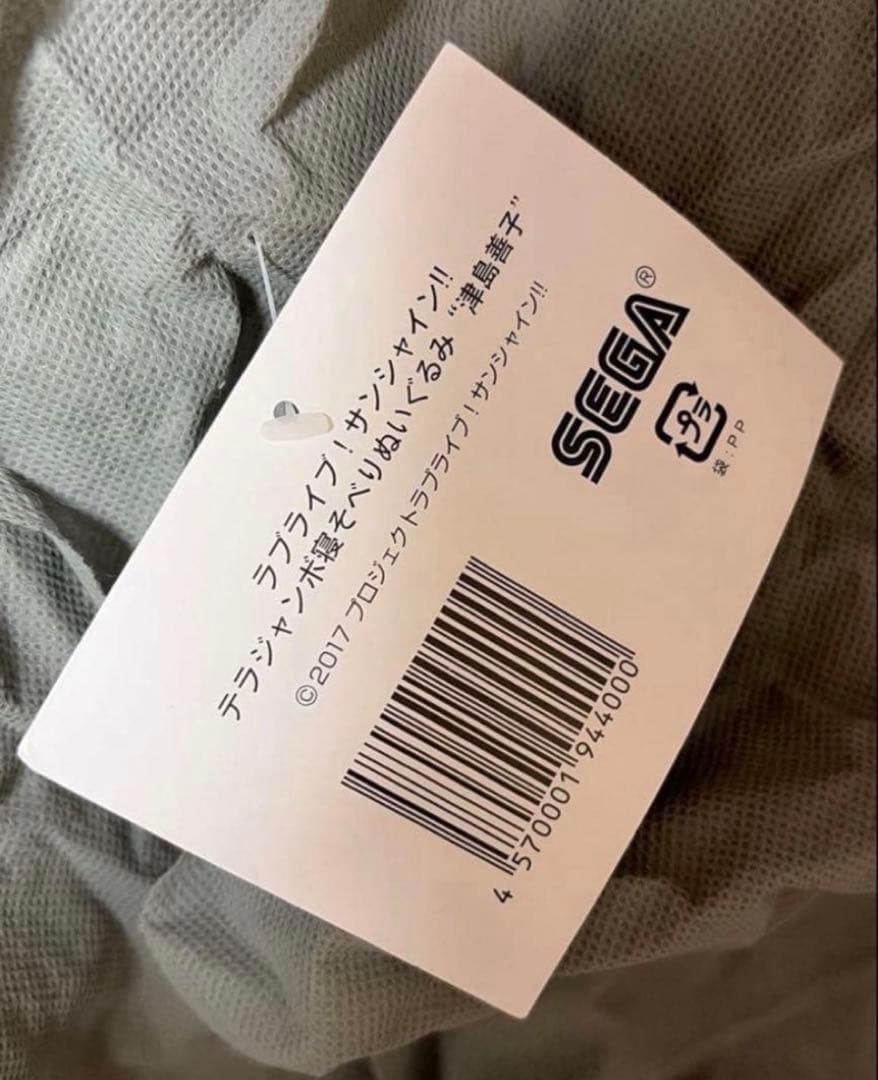 ラブライブ！サンシャイン!!
テラジャンボ寝そべりぬいぐるみ“津島善子”
©2017 プロジェクトラブライブ！サンシャイン!!
SEGA®
プラ
袋：PP
4 570001 944000